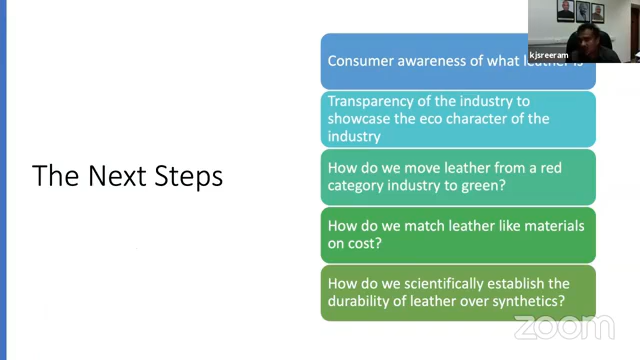 kjsreeram
Consumer awareness of what leather is
Transparency of the industry to
showcase the eco character of the
industry
The Next Steps
How do we move leather from a red
category industry to green?
How do we match leather like materials
on cost?
How do we scientifically establish the
durability of leather over synthetics?
zoom